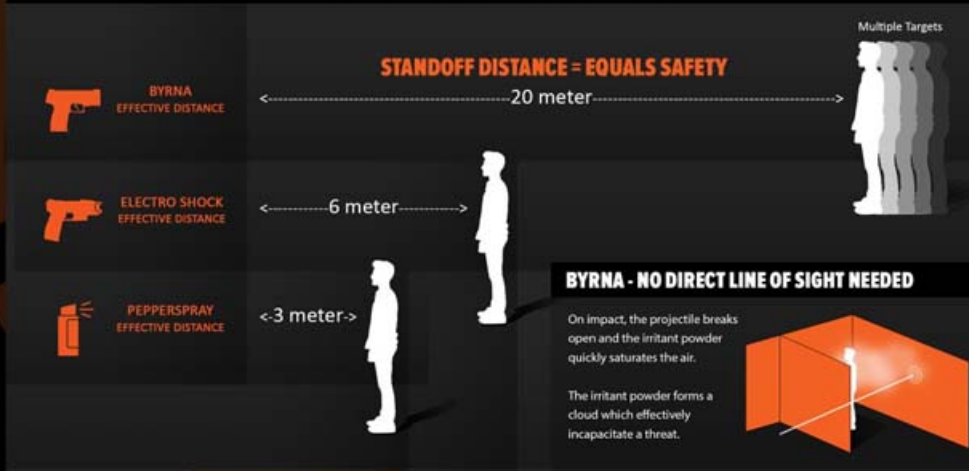 Multiple Targets
STANDOFF DISTANCE = EQUALS SAFETY
BYRNA
EFFECTIVE DISTANCE
20 meter
ELECTRO SHOCK
EFFECTIVE DISTANCE
6 meter
PEPPERSPRAY
EFFECTIVE DISTANCE
3 meter
BYRNA - NO DIRECT LINE OF SIGHT NEEDED
On impact, the projectile breaks
open and the irritant powder
quickly saturates the air.
The irritant powder forms a
cloud which effectively
incapacitate a threat.